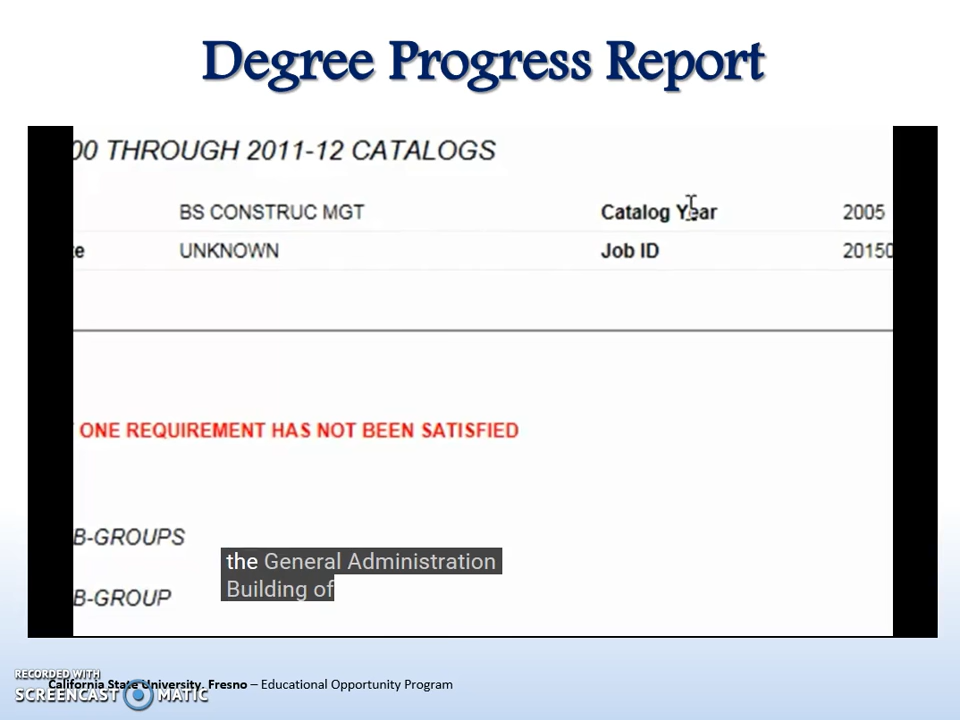 Degree Progress Report
00 THROUGH 2011-12 CATALOGS
BS CONSTRUC MGT Catalog Year 2005
te UNKNOWN Job ID 20150
ONE REQUIREMENT HAS NOT BEEN SATISFIED
B-GROUPS
the General Administration
Building of
B-GROUP
RECORDED WITH
SCREENCAST MATIC
California State University, Fresno – Educational Opportunity Program